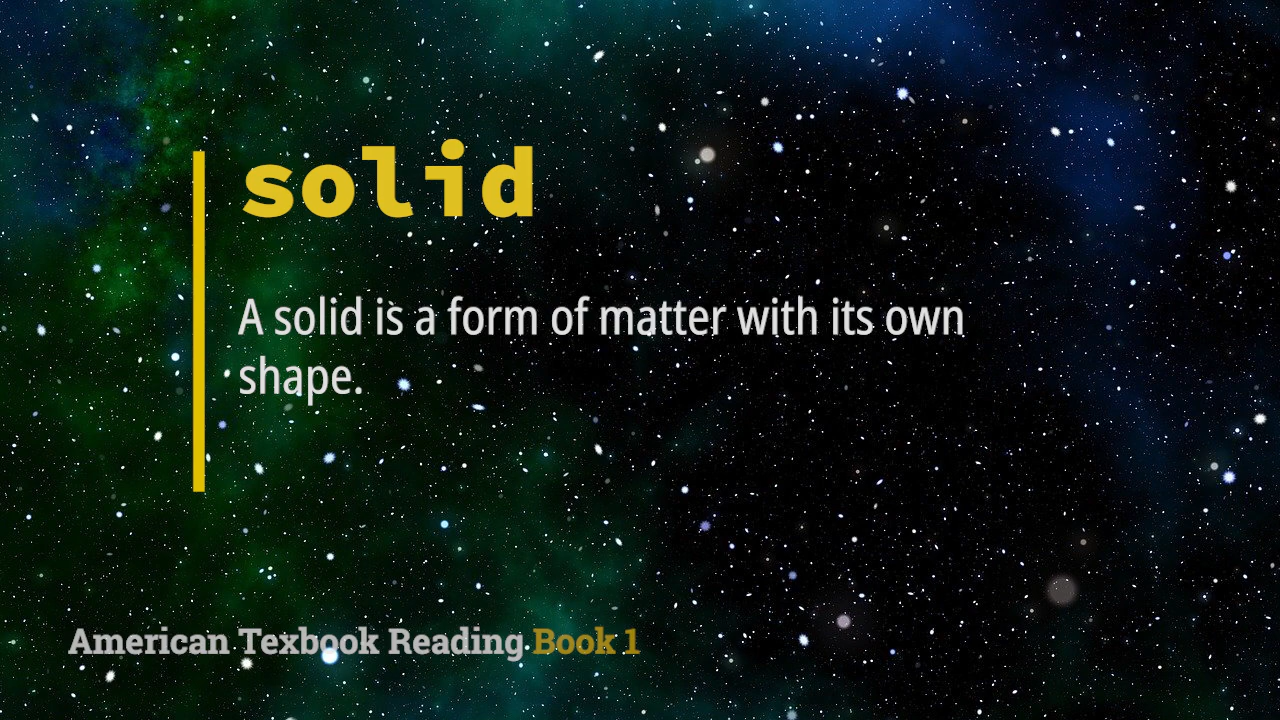 solid
A solid is a form of matter with its own
shape.
American Texbook Reading Book 1